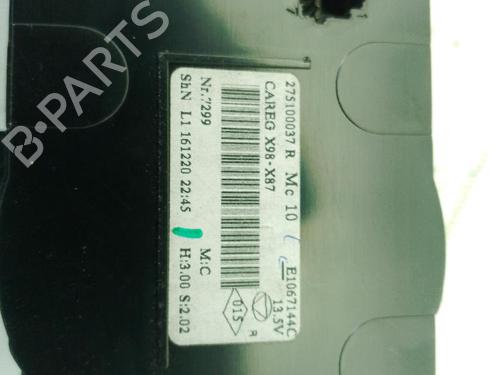 B-PARTS
275100037 R Mc 10
CAREG X98-X87
E1067144C
13.5V
015
R
Nr.7299
M:C
ShN L1 161220 22:45
H:3.00 S:2.02